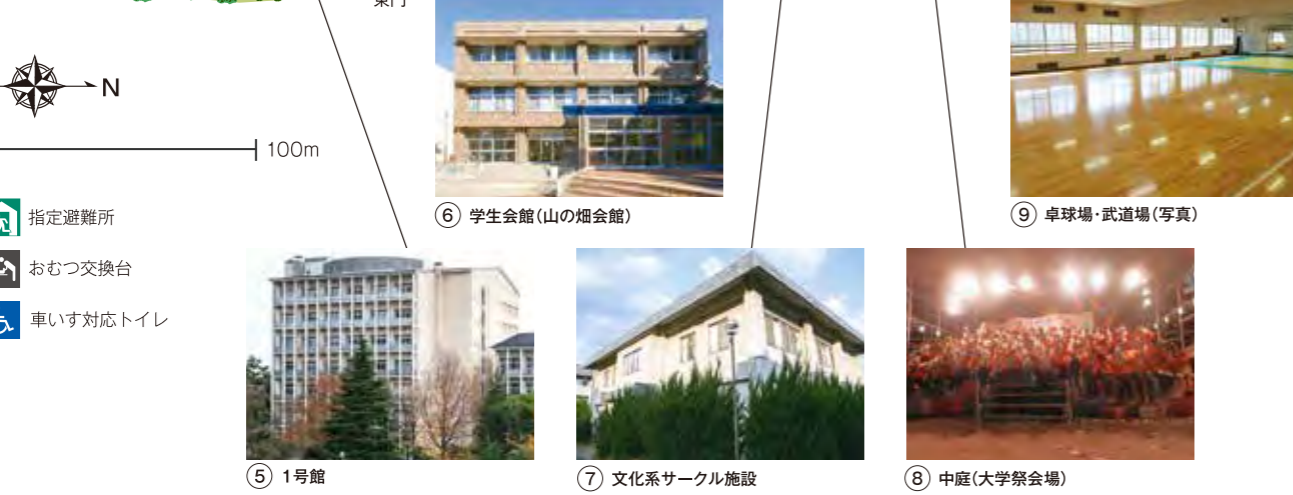 東門
N
100m
指定避難所
おむつ交換台
車いす対応トイレ
⑥ 学生会館(山の畑会館)
⑨ 卓球場・武道場(写真)
⑤ 1号館
⑦ 文化系サークル施設
⑧ 中庭(大学祭会場)